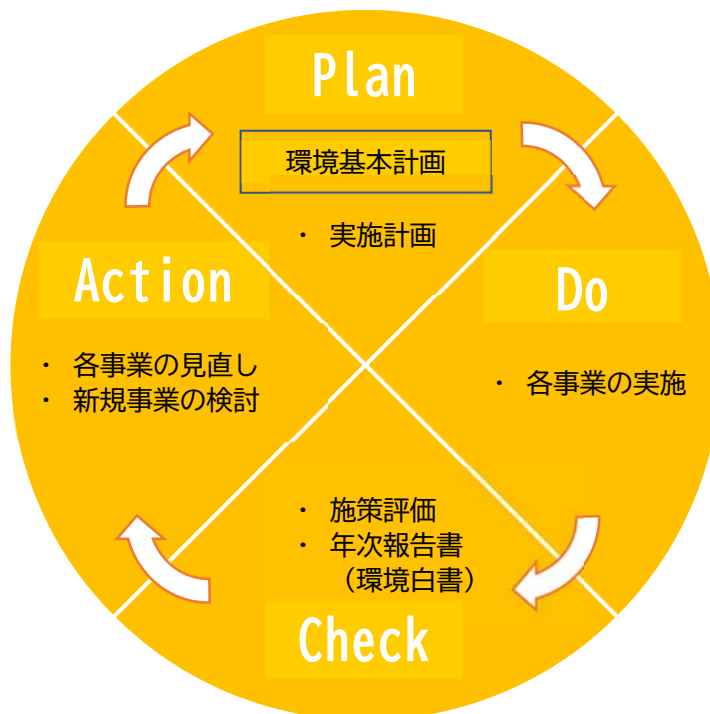 Plan
環境基本計画
・ 実施計画
Do
・ 各事業の実施
Check
・ 施策評価
・ 年次報告書
（環境白書）
Action
・ 各事業の見直し
・ 新規事業の検討